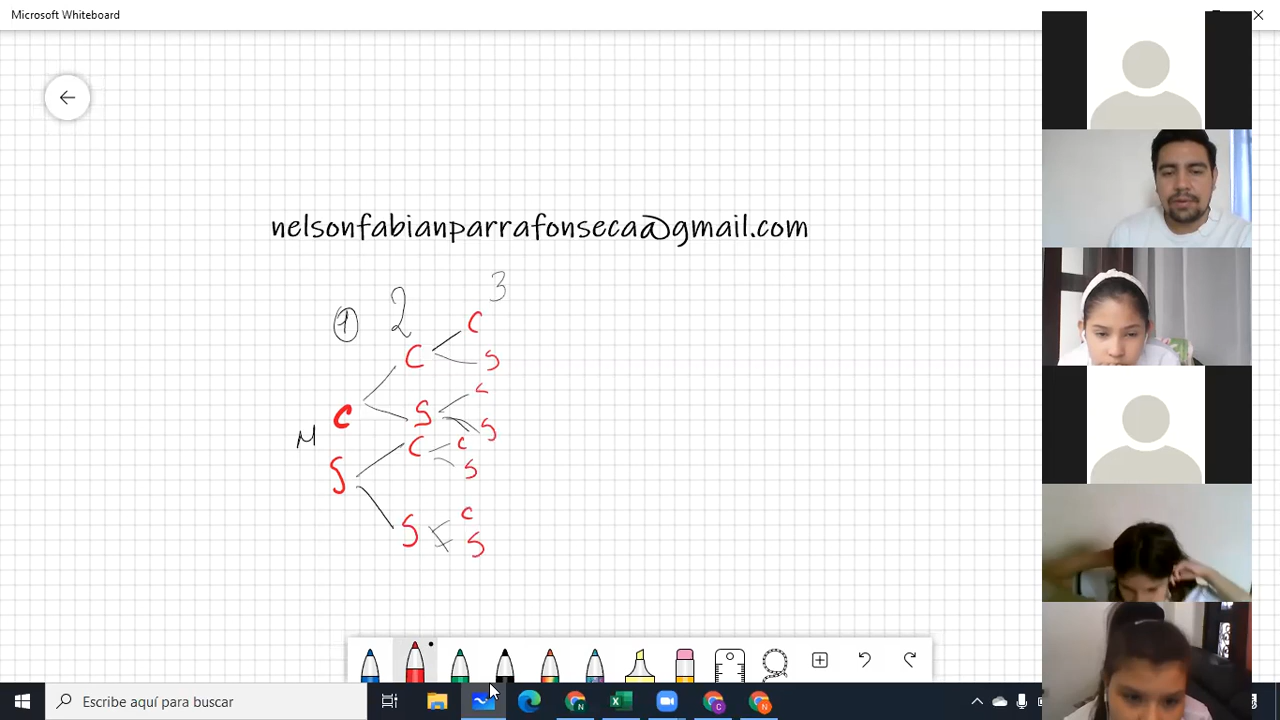 Microsoft Whiteboard
nelsonfabianparrafonseca@gmail.com
1 2 3
C
C
S
C
C S
S
M
C C
S
S
C
S
S
Escribe aquí para buscar